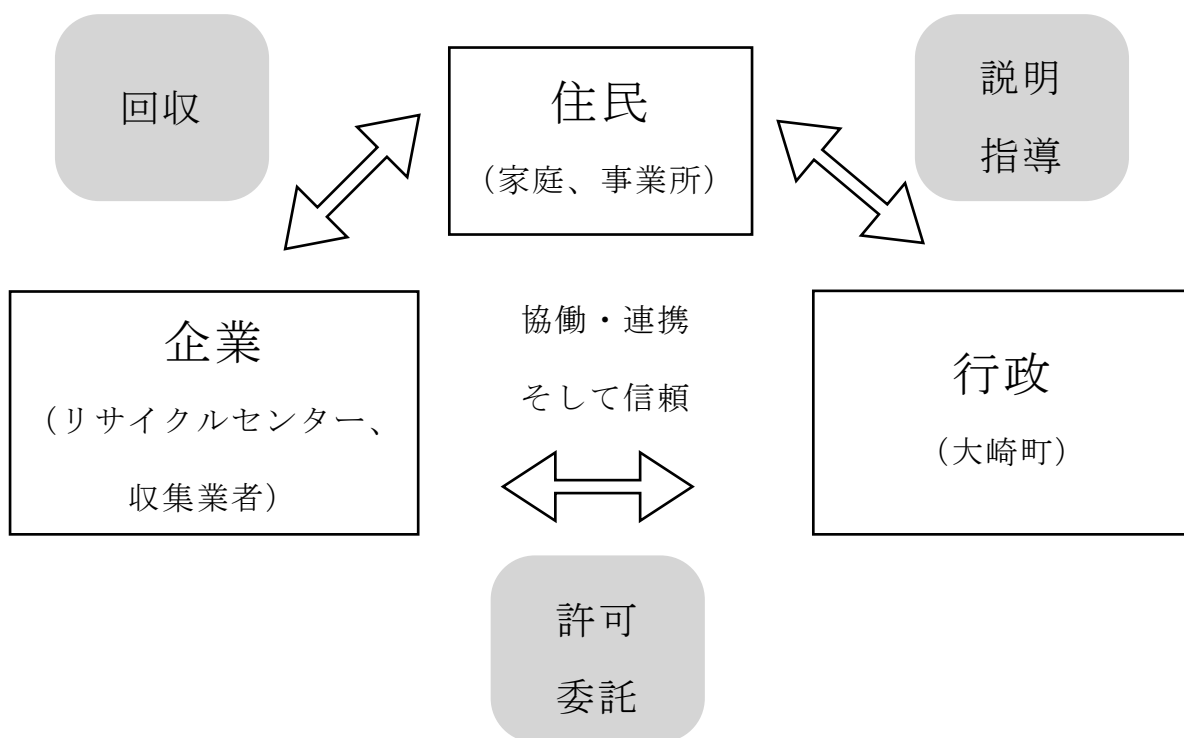 回収
住民
（家庭、事業所）
説明
指導
企業
（リサイクルセンター、
収集業者）
協働・連携
そして信頼
行政
（大崎町）
許可
委託